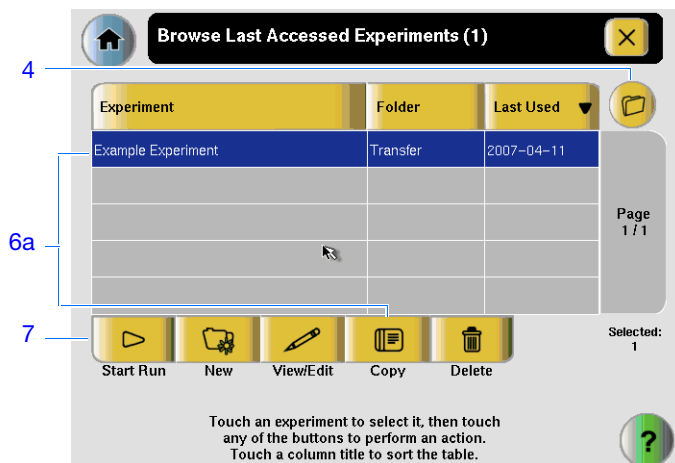 Browse Last Accessed Experiments (1)
4
Experiment Folder Last Used
Example Experiment Transfer 2007-04-11
Page
1 / 1
6a
7
Start Run New View/Edit Copy Delete
Selected:
1
Touch an experiment to select it, then touch
any of the buttons to perform an action.
Touch a column title to sort the table.
?